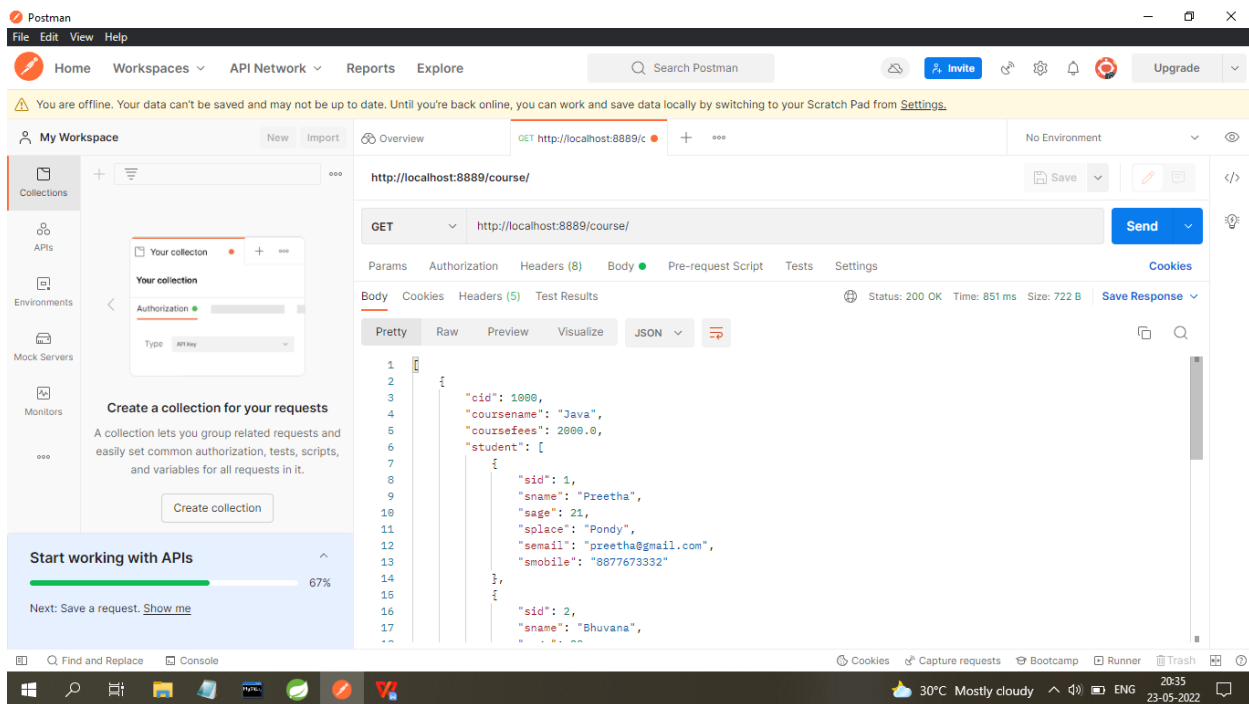 Postman
File Edit View Help
Home Workspaces API Network Reports Explore Search Postman Invite Upgrade
You are offline. Your data can't be saved and may not be up to date. Until you're back online, you can work and save data locally by switching to your Scratch Pad from Settings.
My Workspace New Import Overview GET http://localhost:8889/c No Environment
Collections
http://localhost:8889/course/ Save
GET http://localhost:8889/course/ Send
APIs
Environments
Mock Servers
Monitors
Your collecton
Your collection
Authorization
Type API Key
Create a collection for your requests
A collection lets you group related requests and
easily set common authorization, tests, scripts,
and variables for all requests in it.
Create collection
Start working with APIs
67%
Next: Save a request. Show me
Params Authorization Headers (8) Body Pre-request Script Tests Settings Cookies
Body Cookies Headers (5) Test Results Status: 200 OK Time: 851 ms Size: 722 B Save Response
Pretty Raw Preview Visualize JSON
1 [
2 {
3 "cid": 1000,
4 "coursename": "Java",
5 "coursefees": 2000.0,
6 "student": [
7 {
8 "sid": 1,
9 "sname": "Preetha",
10 "sage": 21,
11 "splace": "Pondy",
12 "semail": "preetha@gmail.com",
13 "smobile": "8877673332"
14 },
15 {
16 "sid": 2,
17 "sname": "Bhuvana",
Find and Replace Console Cookies Capture requests Bootcamp Runner Trash
30°C Mostly cloudy ENG
20:35
23-05-2022